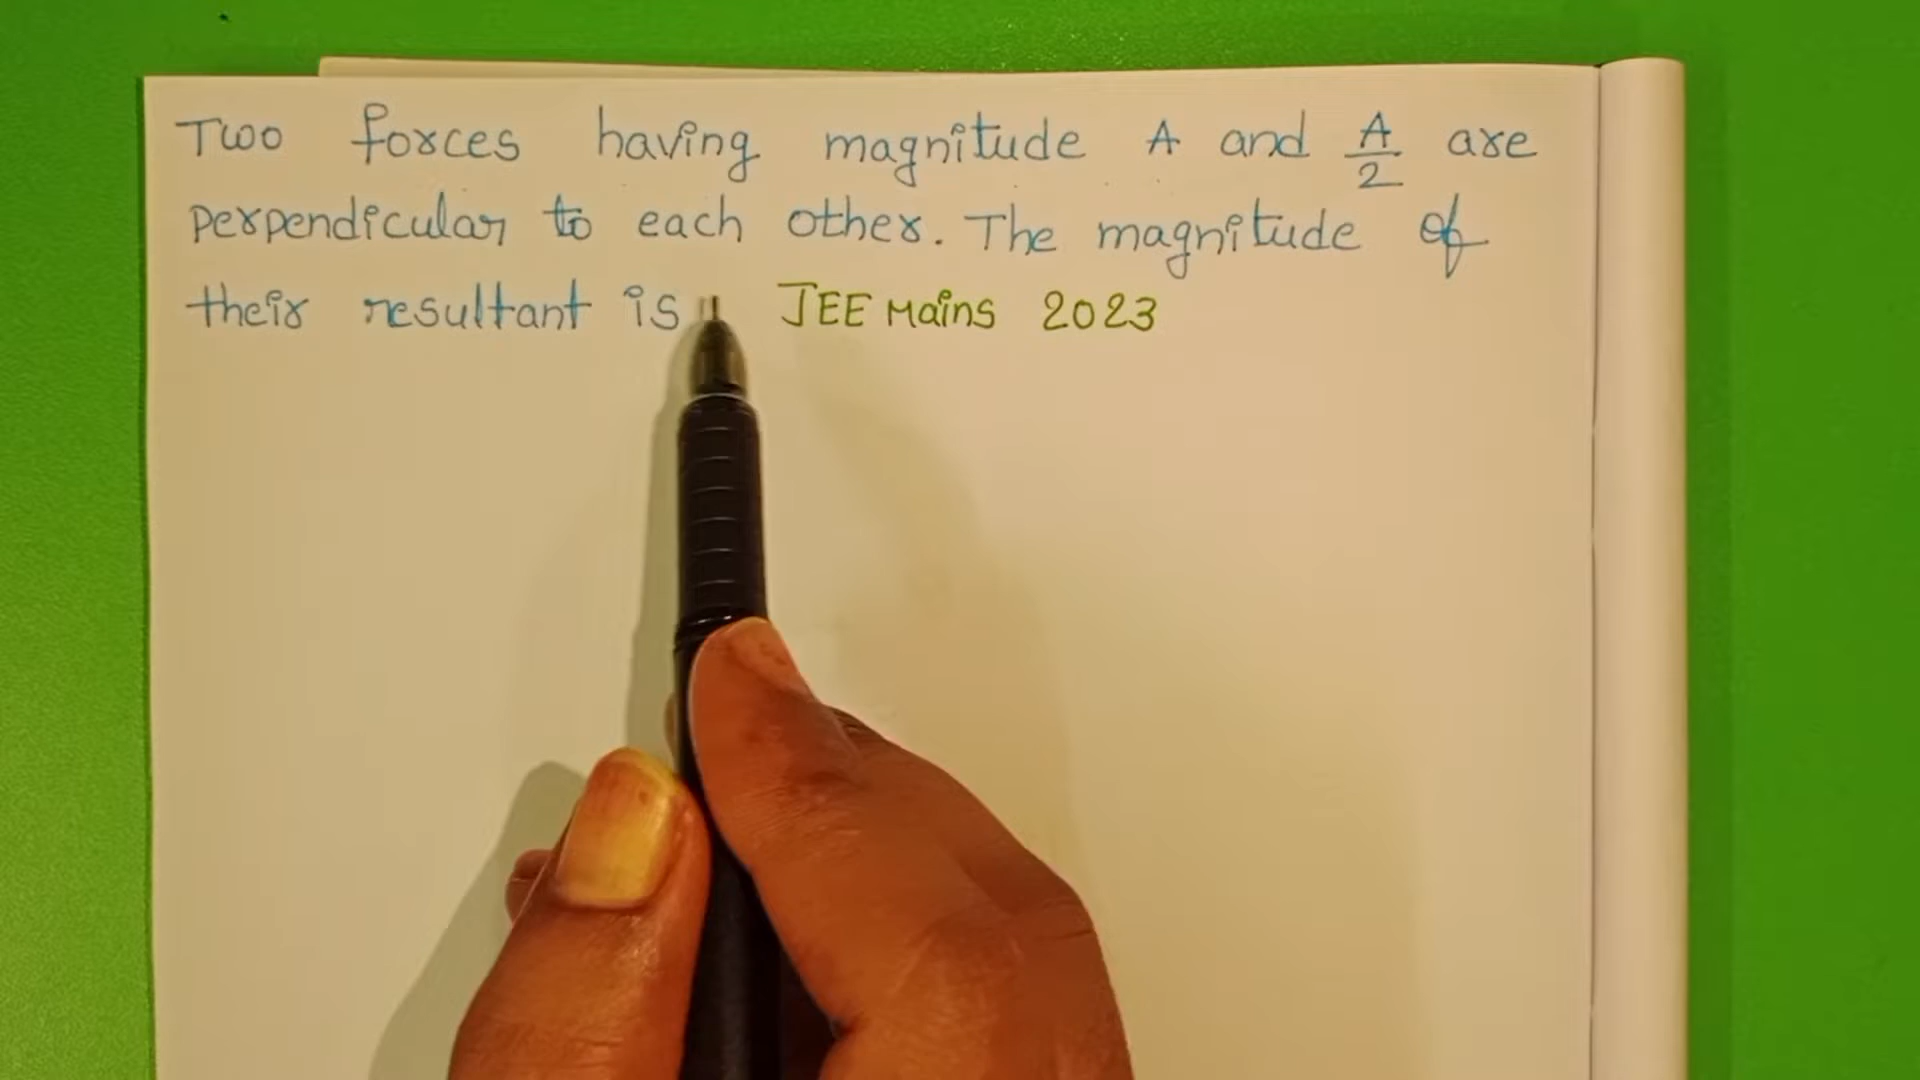 Two forces having magnitude A and A/2 are
perpendicular to each other. The magnitude of
their resultant is JEE Mains 2023